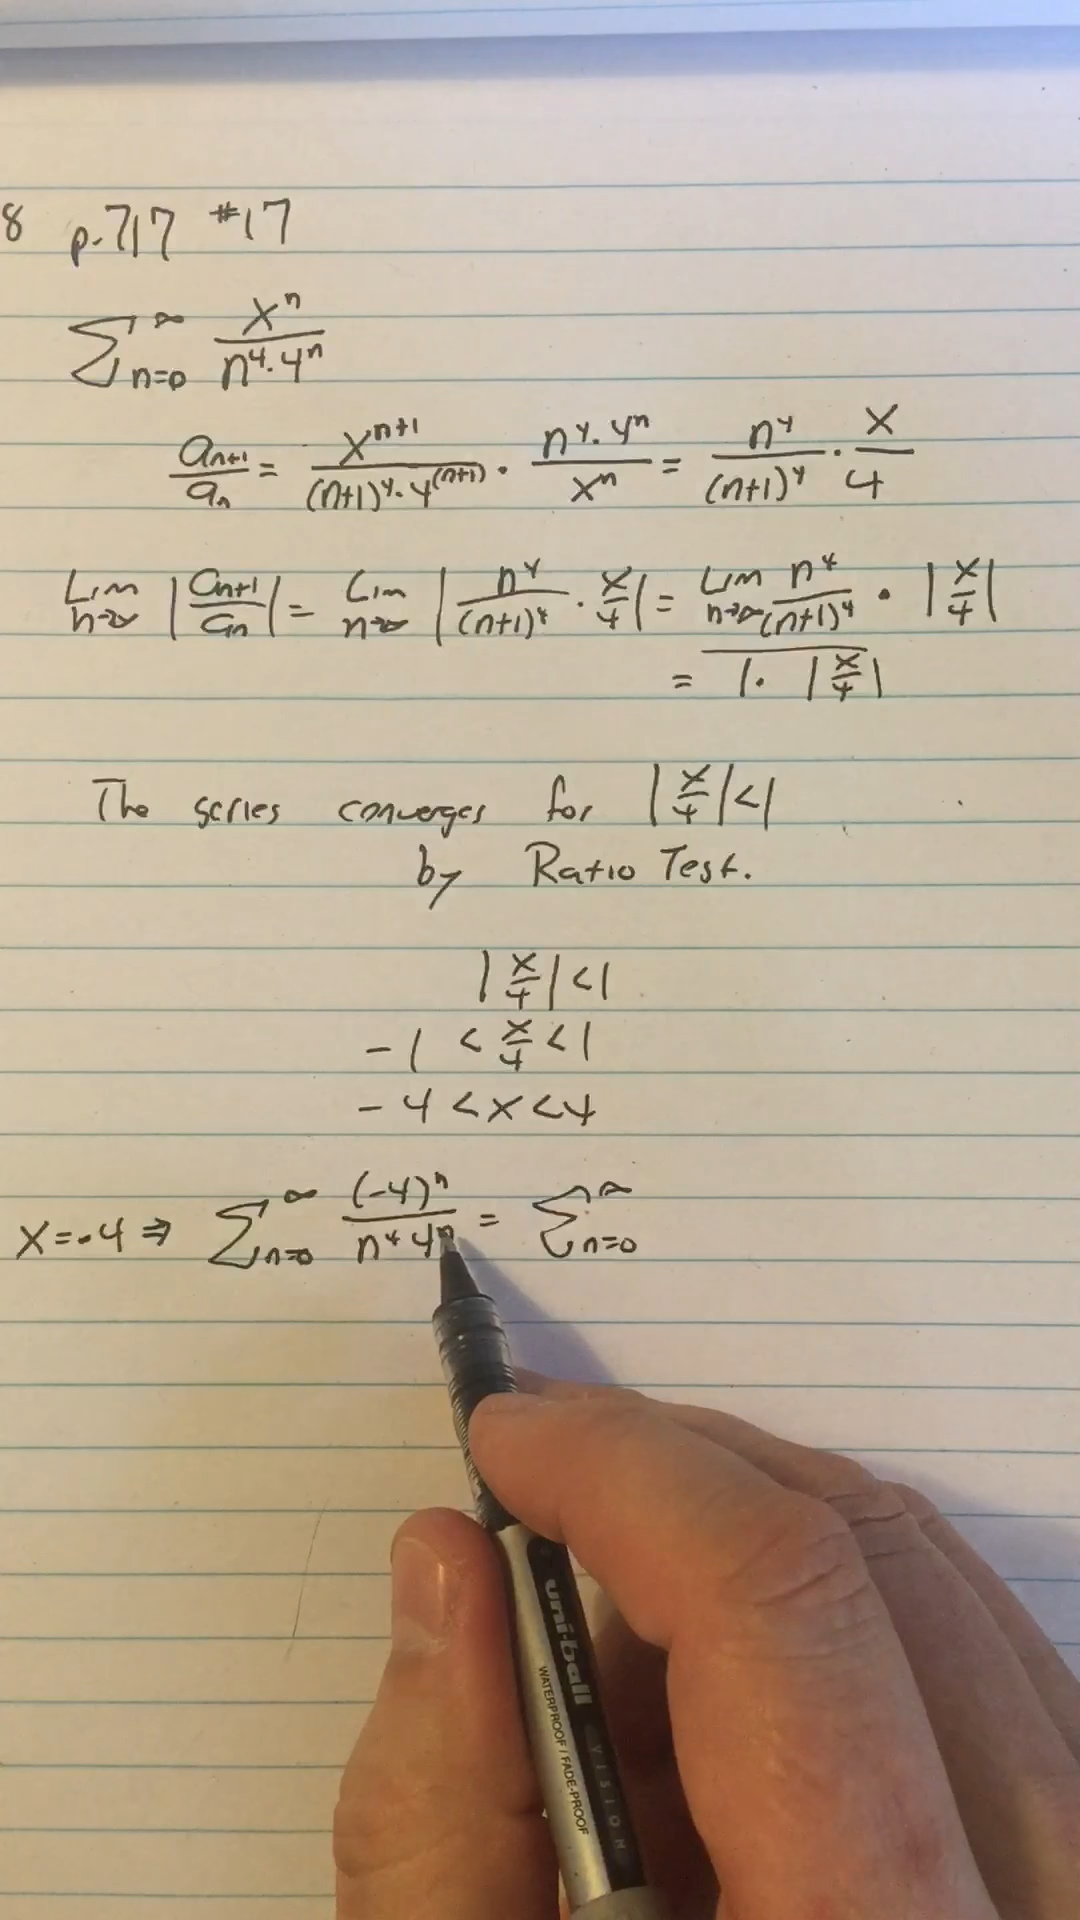 8 p.717 #17
∑_{n=0}^{∞} x^n / (n^4 · 4^n)
a_{n+1}/a_n = x^{n+1} / ((n+1)^4 · 4^{(n+1)}) · (n^4 · 4^n) / x^n = n^4 / (n+1)^4 · x/4
Lim_{n→∞} |a_{n+1}/a_n| = Lim_{n→∞} | n^4 / (n+1)^4 · x/4 | = Lim_{n→∞} n^4 / (n+1)^4 · |x/4|
= 1 · |x/4|
The series converges for |x/4| < 1
by Ratio Test.
|x/4| < 1
-1 < x/4 < 1
-4 < x < 4
x = -4 ⇒ ∑_{n=0}^{∞} (-4)^n / (n^4 4^n) = ∑_{n=0}^{∞}
uni-ball
VISION
WATERPROOF / FADE-PROOF